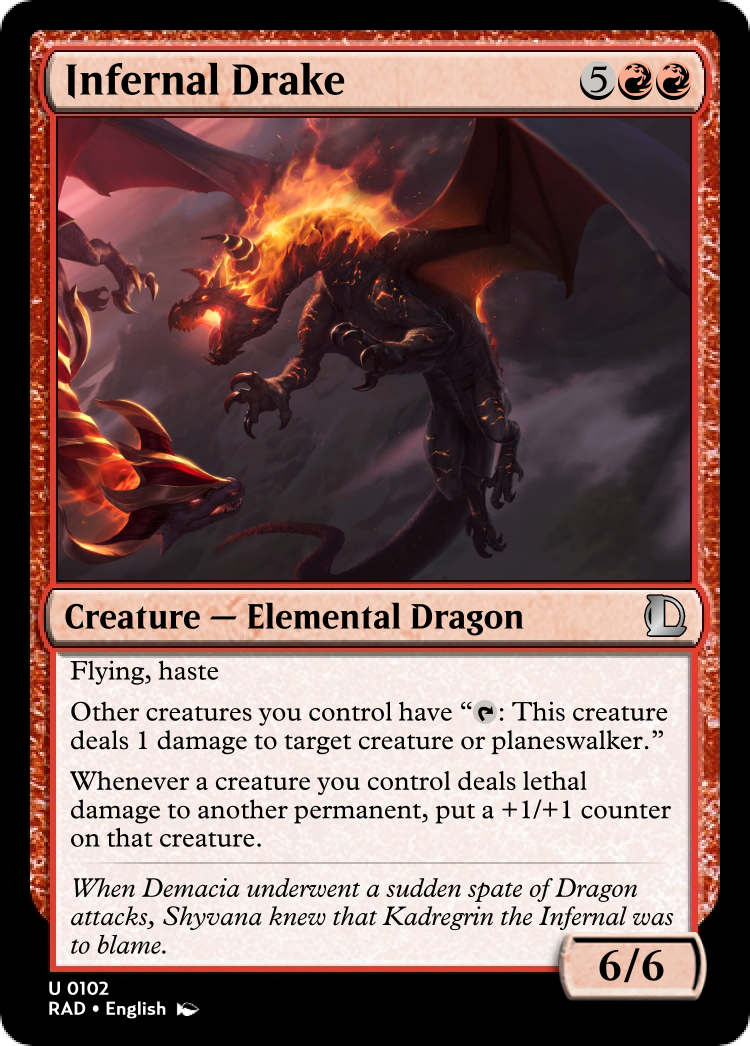 Infernal Drake 5
Creature — Elemental Dragon
Flying, haste
Other creatures you control have “: This creature
deals 1 damage to target creature or planeswalker.”
Whenever a creature you control deals lethal
damage to another permanent, put a +1/+1 counter
on that creature.
When Demacia underwent a sudden spate of Dragon
attacks, Shyvana knew that Kadregrin the Infernal was
to blame.
6/6
U 0102
RAD • English